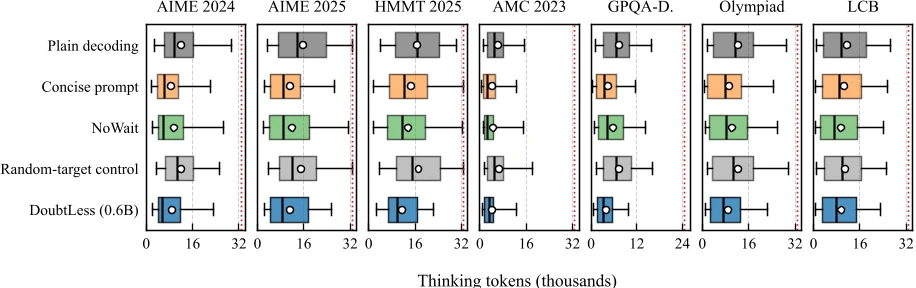 AIME 2024 AIME 2025 HMMT 2025 AMC 2023 GPQA-D. Olympiad LCB
Plain decoding
Concise prompt
NoWait
Random-target control
DoubtLess (0.6B)
0 16 32 0 16 32 0 16 32 0 16 32 0 12 24 0 16 32 0 16 32
Thinking tokens (thousands)